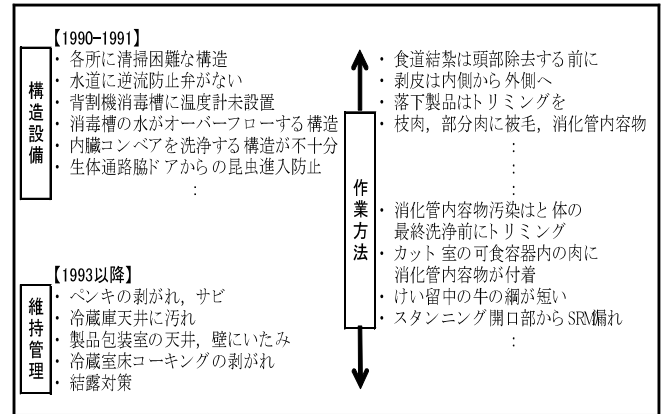 【1990-1991】
構造設備
・ 各所に清掃困難な構造
・ 水道に逆流防止弁がない
・ 背割機消毒槽に温度計未設置
・ 消毒槽の水がオーバーフローする構造
・ 内臓コンベアを洗浄する構造が不十分
・ 生体通路脇ドアからの昆虫進入防止
:
【1993以降】
維持管理
・ ペンキの剥がれ，サビ
・ 冷蔵庫天井に汚れ
・ 製品包装室の天井，壁にいたみ
・ 冷蔵室床コーキングの剥がれ
・ 結露対策
作業方法
・ 食道結紮は頭部除去する前に
・ 剥皮は内側から外側へ
・ 落下製品はトリミングを
・ 枝肉，部分肉に被毛，消化管内容物
:
:
:
・ 消化管内容物汚染はと体の
最終洗浄前にトリミング
・ カット室の可食容器内の肉に
消化管内容物が付着
・ けい留中の牛の綱が短い
・ スタンニング開口部からSRM漏れ
: